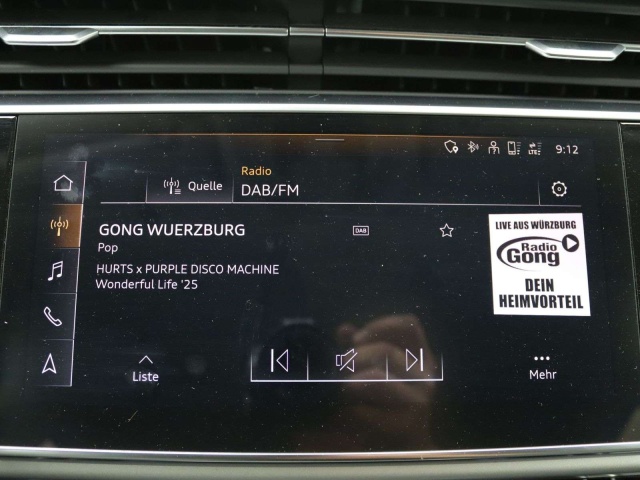 LTE
9:12
Radio
Quelle
DAB/FM
GONG WUERZBURG
DAB
Pop
HURTS x PURPLE DISCO MACHINE
Wonderful Life '25
LIVE AUS WÜRZBURG
Radio
Gong
DEIN
HEIMVORTEIL
Liste
Mehr